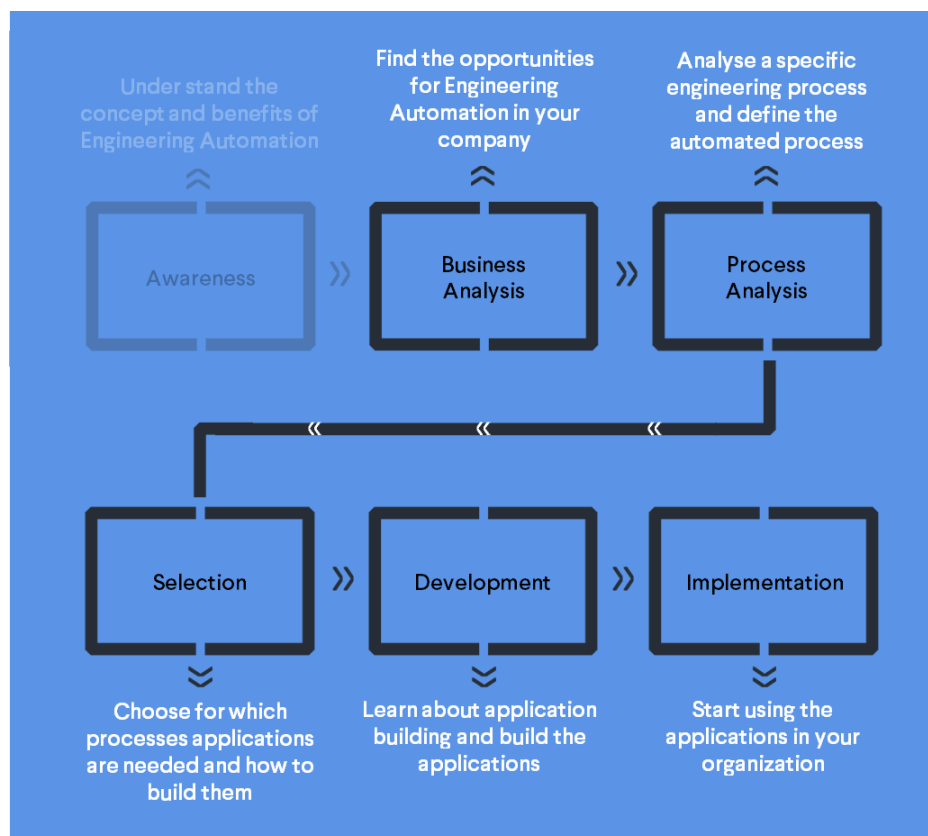 Under stand the
concept and benefits of
Engineering Automation
Find the opportunities
for Engineering
Automation in your
company
Analyse a specific
engineering process
and define the
automated process
Awareness
Business
Analysis
Process
Analysis
Selection
Development
Implementation
Choose for which
processes applications
are needed and how to
build them
Learn about application
building and build the
applications
Start using the
applications in your
organization